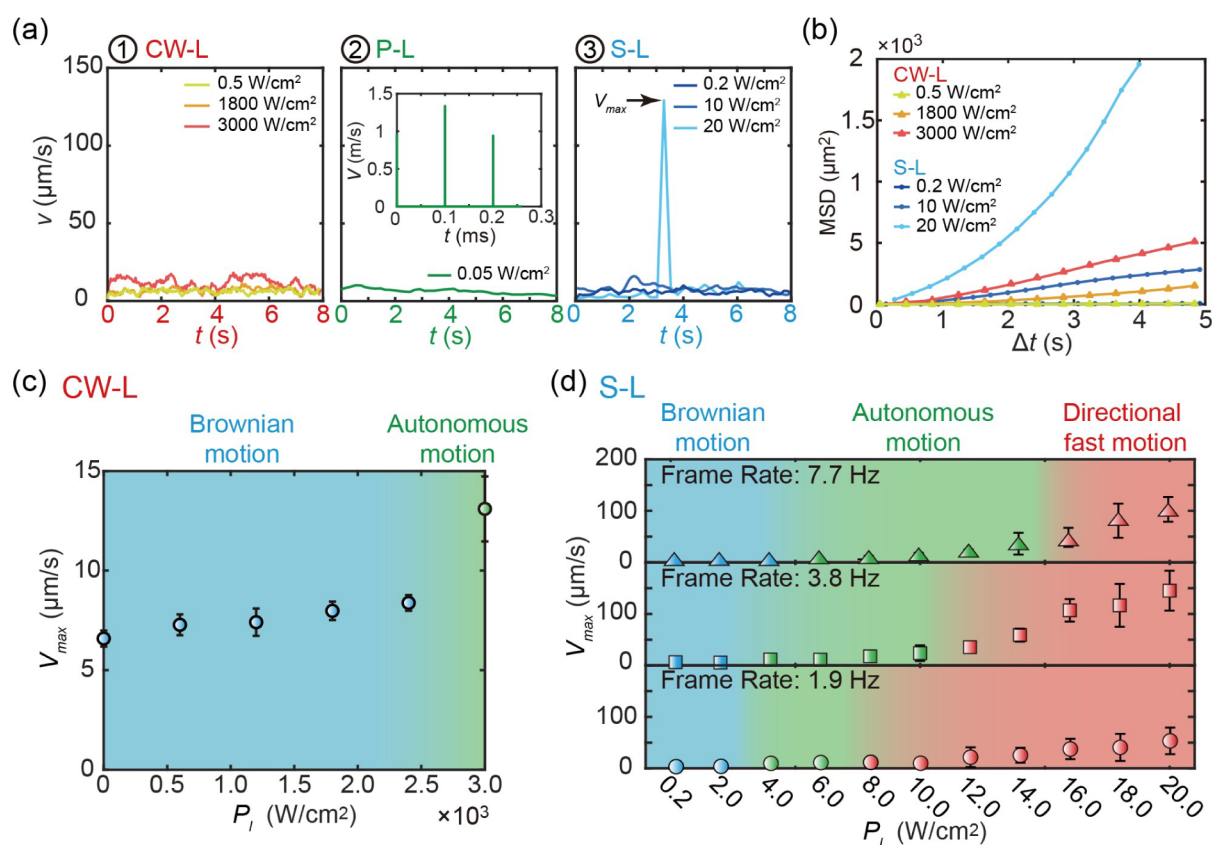 (a)
① CW-L
② P-L
③ S-L
150
100
50
0
v (μm/s)
0.5 W/cm²
1800 W/cm²
3000 W/cm²
0 2 4 6 8
t (s)
1.5
1
0.5
0
V (m/s)
0 0.1 0.2 0.3
t (ms)
0.05 W/cm²
0 2 4 6 8
t (s)
V_max
0.2 W/cm²
10 W/cm²
20 W/cm²
0 2 4 6 8
t (s)
(b)
×10³
2
1.5
1
0.5
0
MSD (μm²)
CW-L
0.5 W/cm²
1800 W/cm²
3000 W/cm²
S-L
0.2 W/cm²
10 W/cm²
20 W/cm²
0 1 2 3 4 5
Δt (s)
(c) CW-L
Brownian
motion
Autonomous
motion
15
10
5
0
V_max (μm/s)
0 0.5 1.0 1.5 2.0 2.5 3.0
P_I (W/cm²)
×10³
(d) S-L
Brownian
motion
Autonomous
motion
Directional
fast motion
200
100
0
100
0
100
0
V_max (μm/s)
Frame Rate: 7.7 Hz
Frame Rate: 3.8 Hz
Frame Rate: 1.9 Hz
0.2 2.0 4.0 6.0 8.0 10.0 12.0 14.0 16.0 18.0 20.0
P_I (W/cm²)